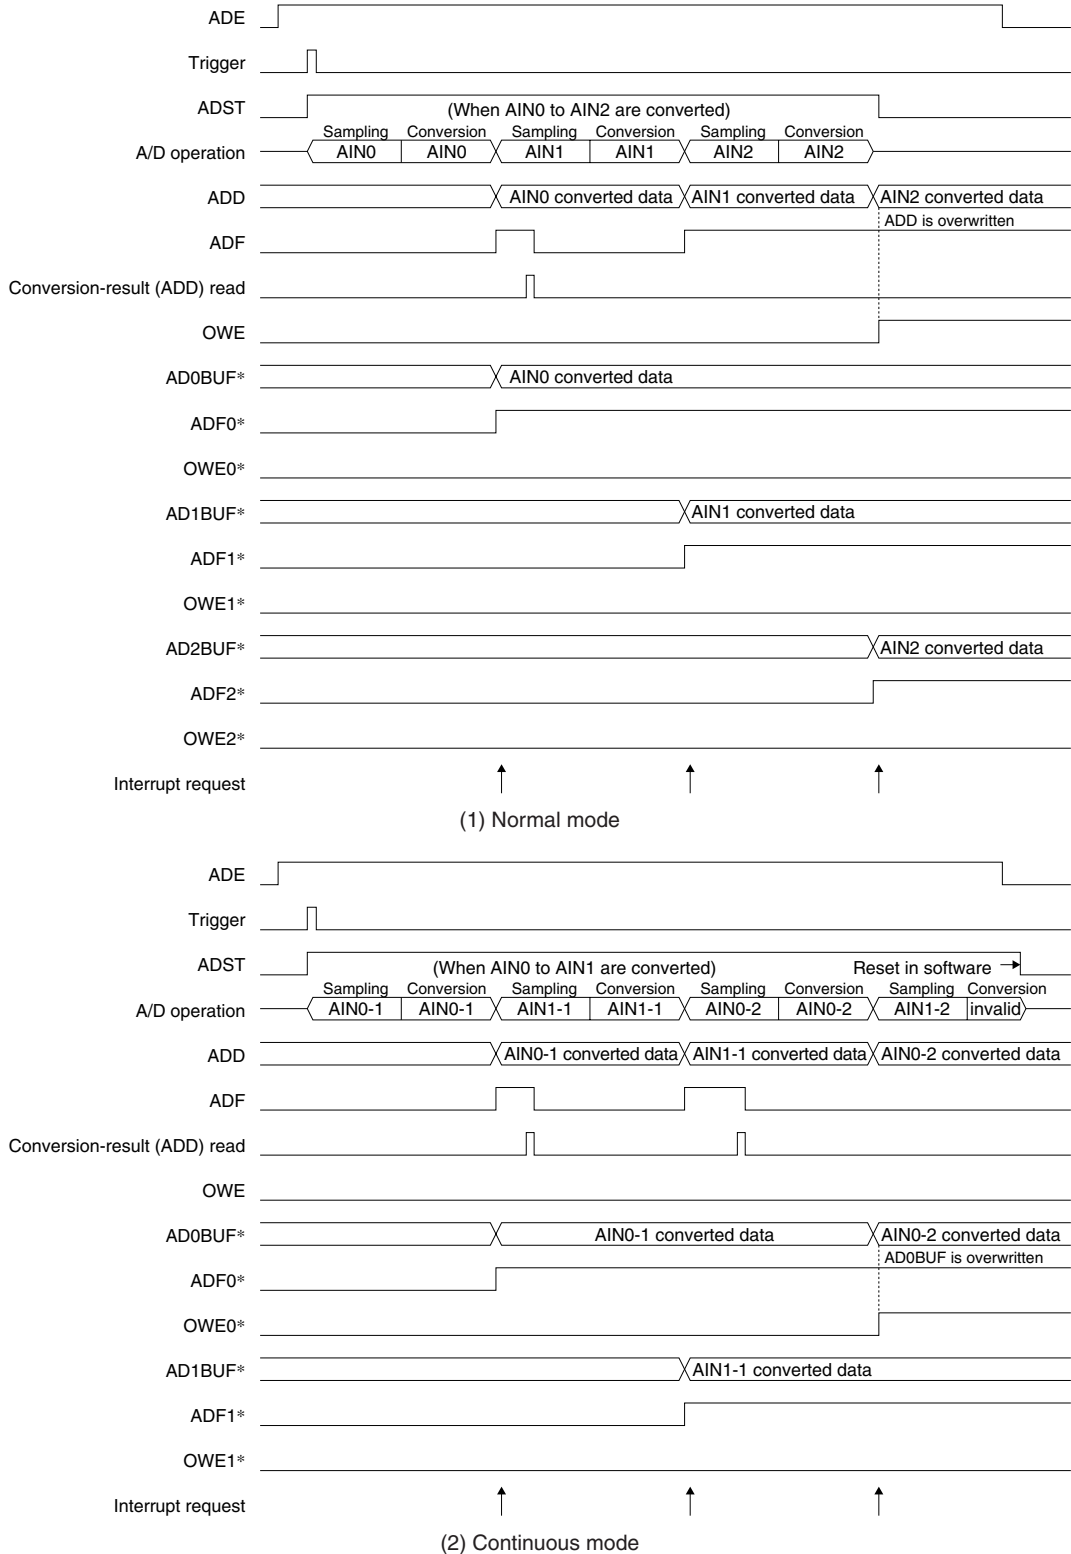 ADE
Trigger
ADST (When AIN0 to AIN2 are converted)
Sampling Conversion Sampling Conversion Sampling Conversion
A/D operation AIN0 AIN0 AIN1 AIN1 AIN2 AIN2
ADD AIN0 converted data AIN1 converted data AIN2 converted data
ADD is overwritten
ADF
Conversion-result (ADD) read
OWE
AD0BUF* AIN0 converted data
ADF0*
OWE0*
AD1BUF* AIN1 converted data
ADF1*
OWE1*
AD2BUF* AIN2 converted data
ADF2*
OWE2*
Interrupt request
(1) Normal mode
ADE
Trigger
ADST (When AIN0 to AIN1 are converted) Reset in software
Sampling Conversion Sampling Conversion Sampling Conversion Sampling Conversion
A/D operation AIN0-1 AIN0-1 AIN1-1 AIN1-1 AIN0-2 AIN0-2 AIN1-2 invalid
ADD AIN0-1 converted data AIN1-1 converted data AIN0-2 converted data
ADF
Conversion-result (ADD) read
OWE
AD0BUF* AIN0-1 converted data AIN0-2 converted data
AD0BUF is overwritten
ADF0*
OWE0*
AD1BUF* AIN1-1 converted data
ADF1*
OWE1*
Interrupt request
(2) Continuous mode